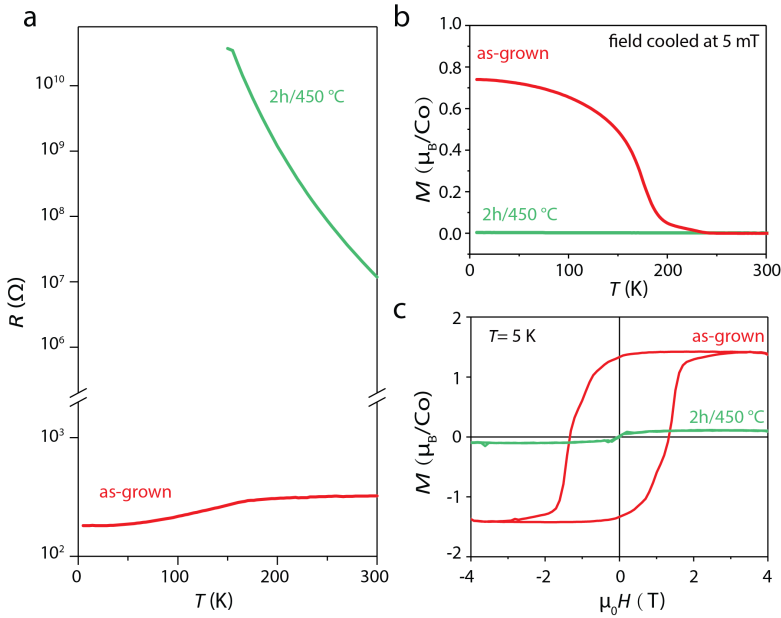 a
10¹⁰
10⁹
10⁸
10⁷
10⁶
10³
10²
R (Ω)
2h/450 °C
as-grown
0
100
200
300
T (K)
b
field cooled at 5 mT
as-grown
2h/450 °C
1.0
0.8
0.6
0.4
0.2
0.0
M (μB/Co)
0
100
200
300
T (K)
c
T= 5 K
as-grown
2h/450 °C
2
1
0
-1
-2
M (μB/Co)
-4
-2
0
2
4
μ₀H (T)